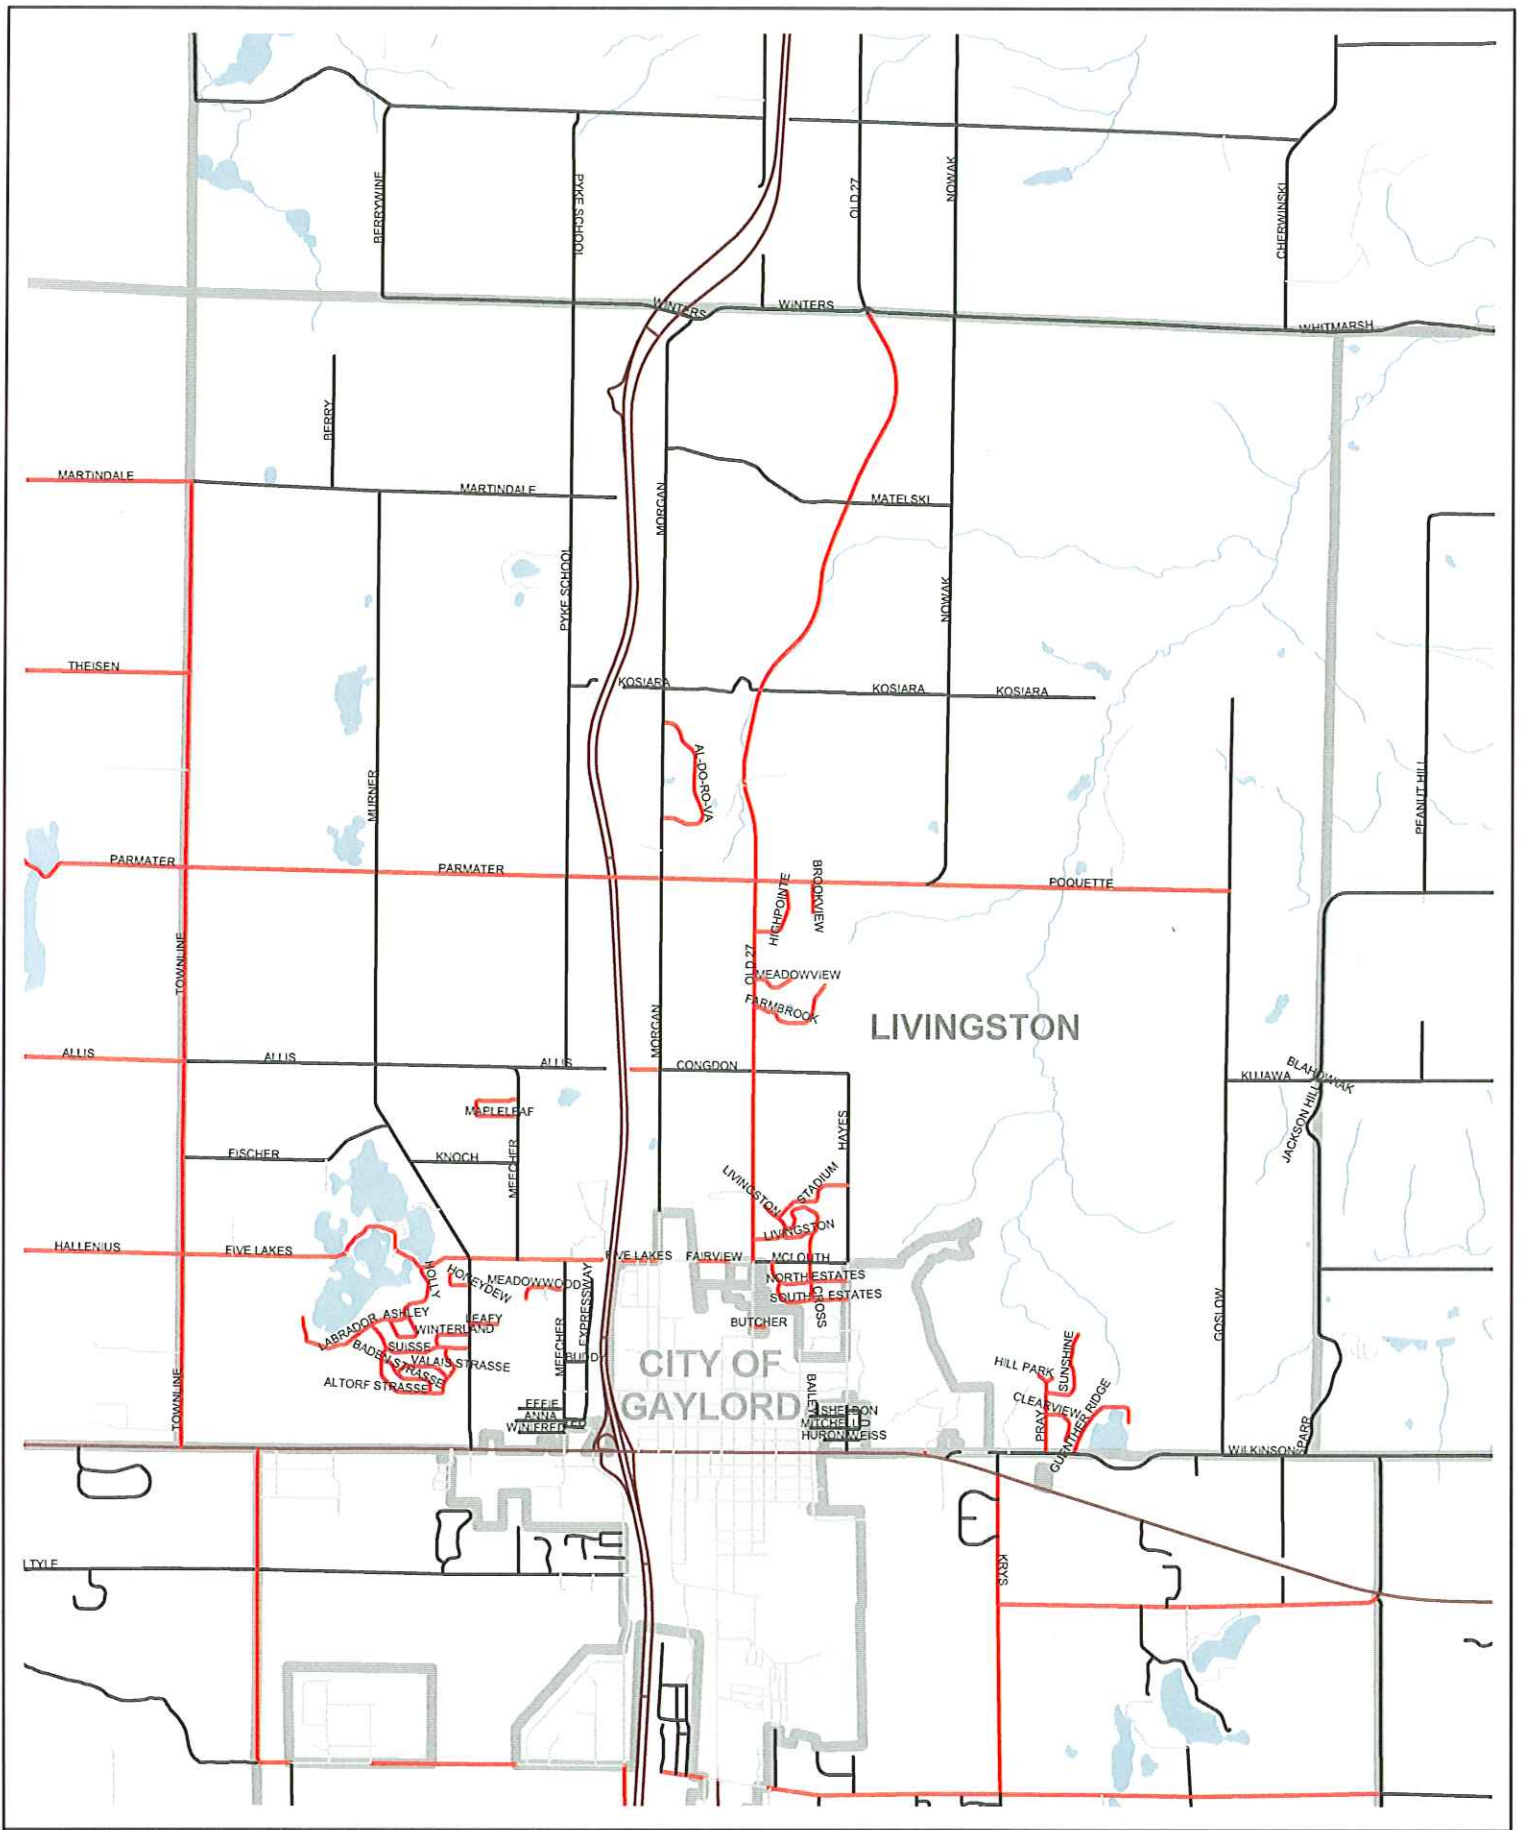 BERRYWINE
PYKE SCHOOL
OLD 27
NOWAK
CHERWINSKI
WINTERS
WINTERS
WHITMARSH
BERRY
MARTINDALE
MARTINDALE
MORGAN
MATELSKI
PYKE SCHOOL
NOWAK
THEISEN
KOSIARA
KOSIARA
KOSIARA
AL-DO-RO-VA
MURNER
PEANUT HILL
PARMATER
PARMATER
POQUETTE
HIGHPOINTE
BROOKVIEW
TOWNLINE
OLD 27
MEADOWVIEW
FARMBROOK
LIVINGSTON
MORGAN
ALLIS
ALLIS
ALLIS
CONGDON
KUJAWA
BLAHOWIAK
JACKSON HILL
MAPLELEAF
HAYES
FISCHER
KNOCH
MEECHER
LIVINGSTON
STADIUM
LIVINGSTON
HALLENIUS
FIVE LAKES
FIVE LAKES
FAIRVIEW
MCLOUTH
HOLLY
HONEYDEW
MEADOWWOOD
EXPRESSWAY
NORTH ESTATES
SOUTH ESTATES
CROSS
GOSLOW
LABRADOR
ASHLEY
LEAFY
WINTERLAND
BUTCHER
MEECHER
SUISSE
BADEN STRASSE
VALAIS STRASSE
BUDDY
ALTORF STRASSE
CITY OF
GAYLORD
HILL PARK
SUNSHINE
TOWNLINE
EFFIE
ANNA
WINIFRED
BAILEY
SHELDON
MITCHELL
HURON
WEISS
CLEARVIEW
PRAY
GUENTHER RIDGE
WILKINSON
PARR
LTYLE
KRYS